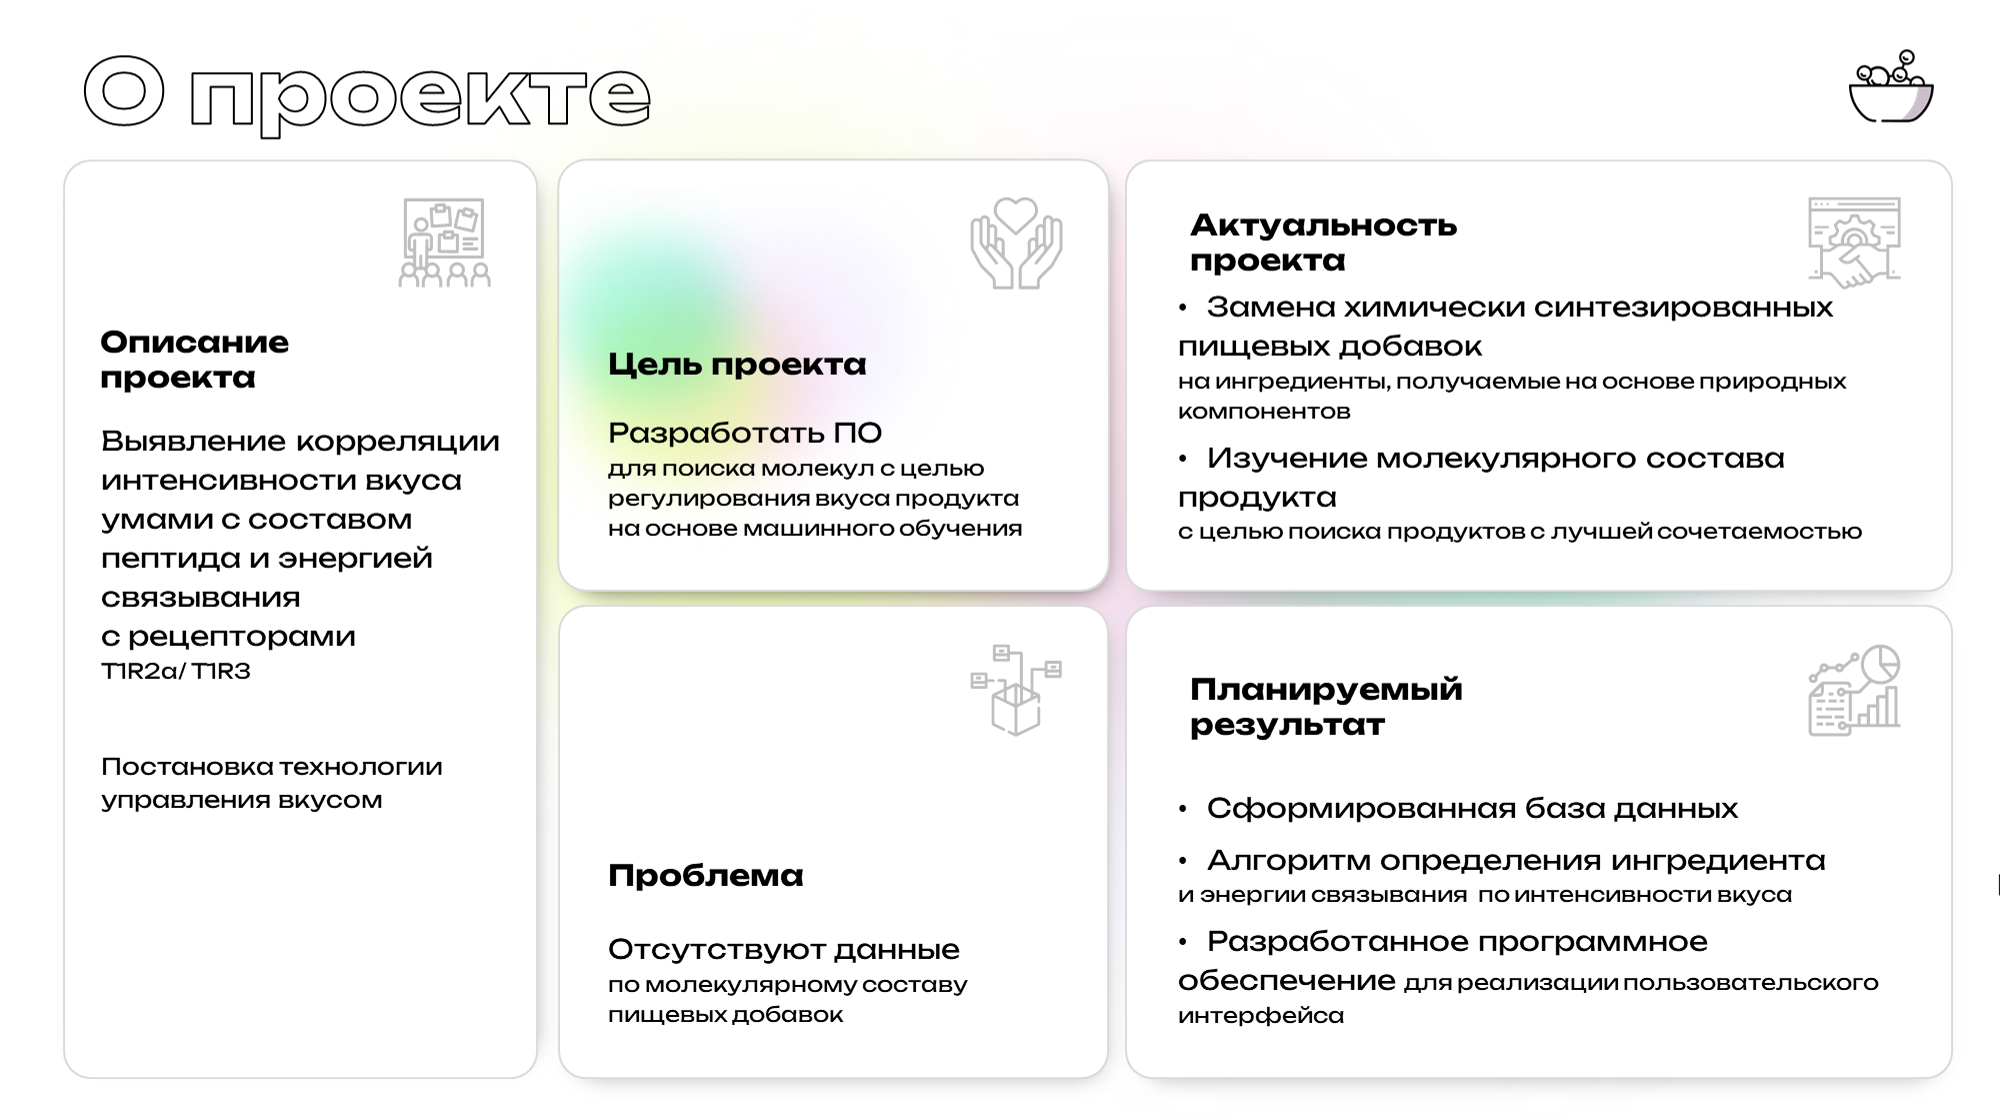 О проекте
Описание
проекта
Выявление корреляции
интенсивности вкуса
умами с составом
пептида и энергией
связывания
с рецепторами
T1R2a/ T1R3
Постановка технологии
управления вкусом
Цель проекта
Разработать ПО
для поиска молекул с целью
регулирования вкуса продукта
на основе машинного обучения
Актуальность
проекта
• Замена химически синтезированных
пищевых добавок
на ингредиенты, получаемые на основе природных
компонентов
• Изучение молекулярного состава
продукта
с целью поиска продуктов с лучшей сочетаемостью
Проблема
Отсутствуют данные
по молекулярному составу
пищевых добавок
Планируемый
результат
• Сформированная база данных
• Алгоритм определения ингредиента
и энергии связывания по интенсивности вкуса
• Разработанное программное
обеспечение для реализации пользовательского
интерфейса